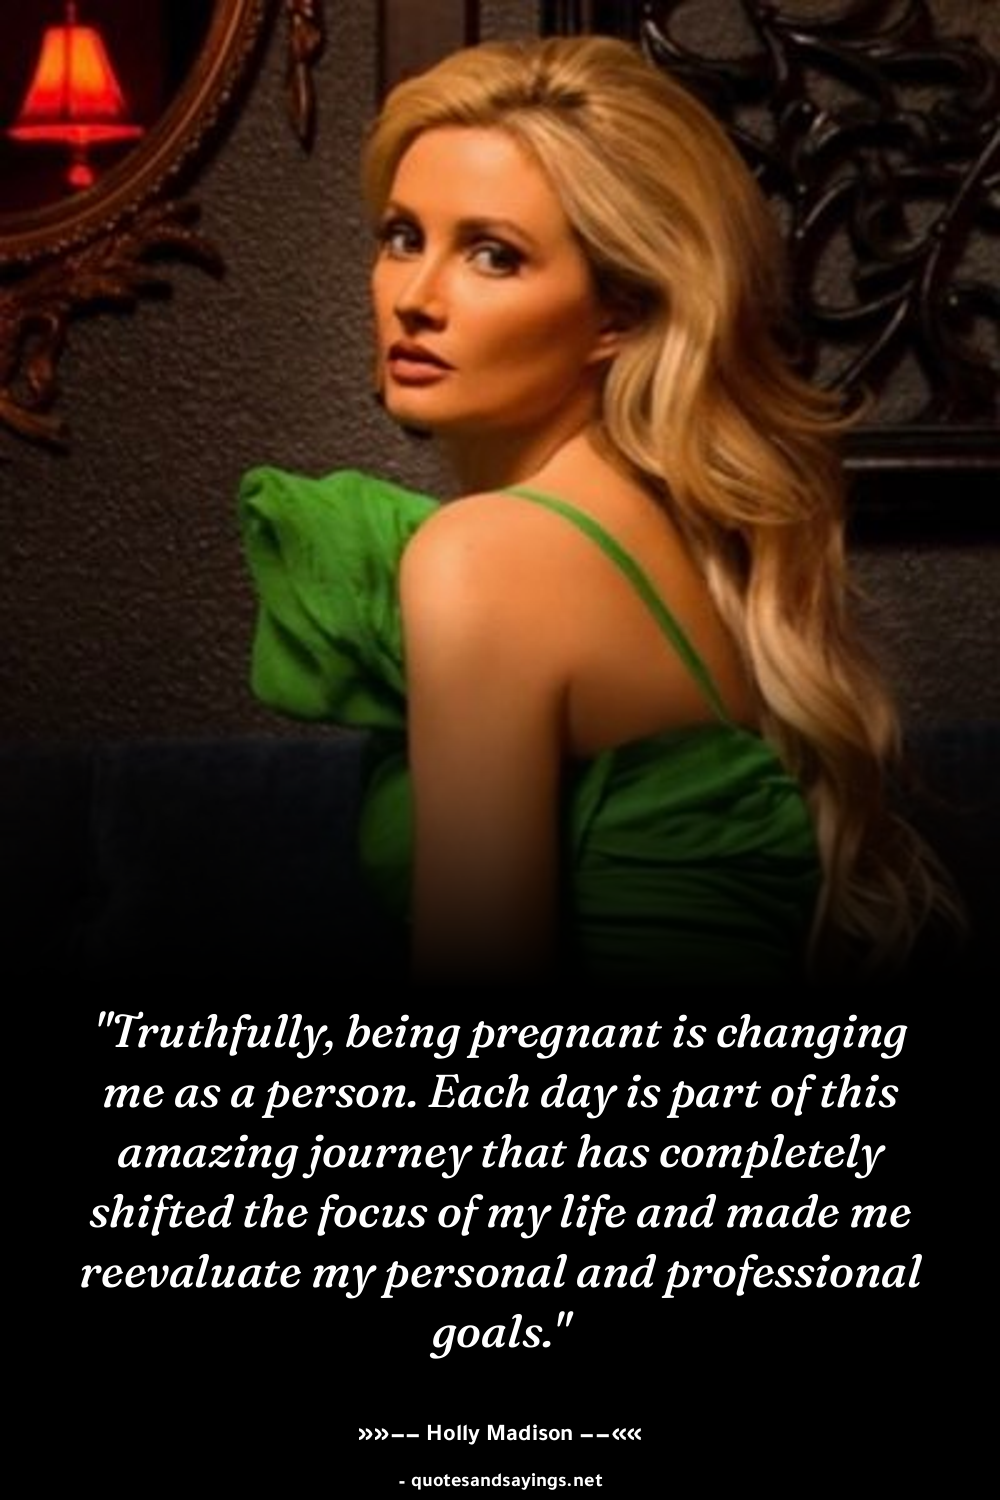 "Truthfully, being pregnant is changing
me as a person. Each day is part of this
amazing journey that has completely
shifted the focus of my life and made me
reevaluate my personal and professional
goals."
»»−− Holly Madison −−««
- quotesandsayings.net